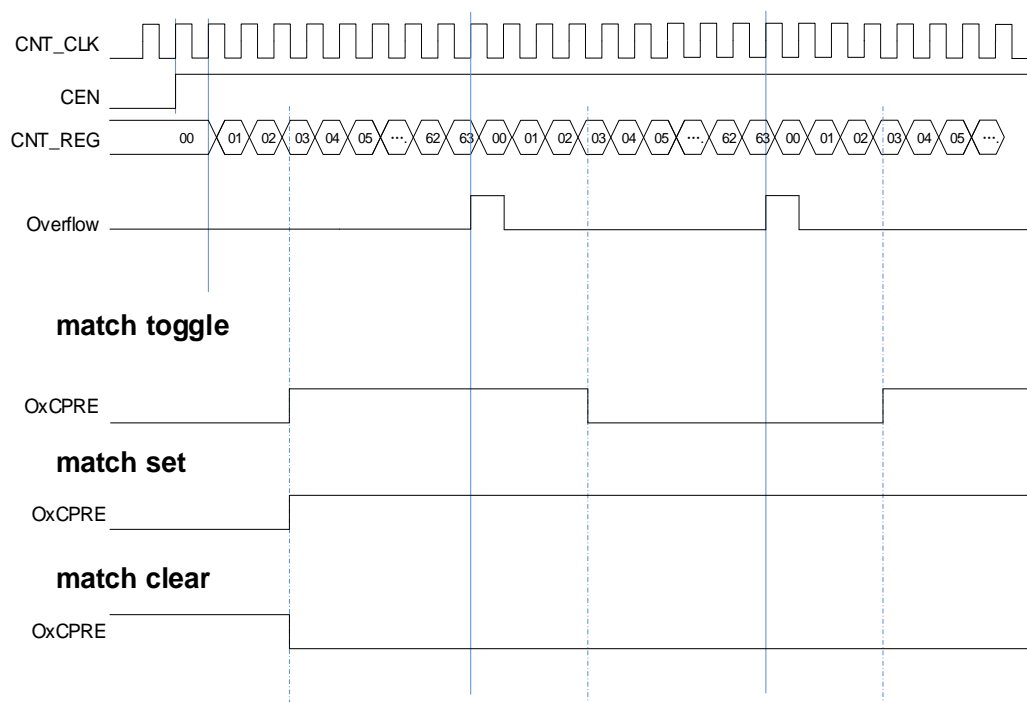 CNT_CLK
CEN
CNT_REG 00 01 02 03 04 05 ... 62 63 00 01 02 03 04 05 ... 62 63 00 01 02 03 04 05 ...
Overflow
match toggle
OxCPRE
match set
OxCPRE
match clear
OxCPRE